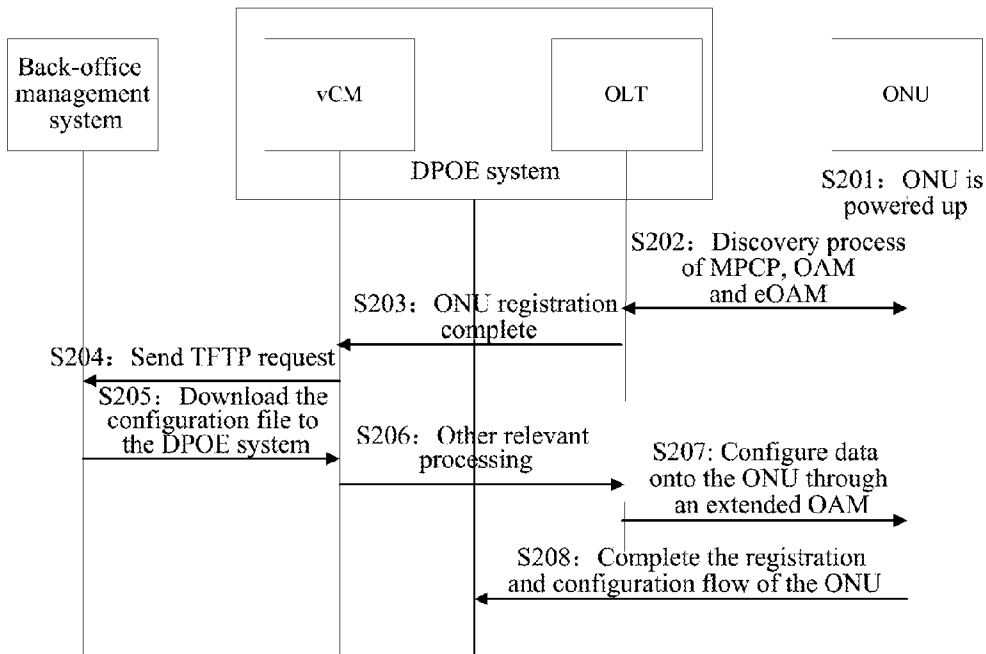 Back-office
management
system
vCM
OLT
ONU
DPOE system
S201： ONU is
powered up
S202： Discovery process
of MPCP, OAM
and eOAM
S203： ONU registration
complete
S204： Send TFTP request
S205： Download the
configuration file to
the DPOE system
S206： Other relevant
processing
S207: Configure data
onto the ONU through
an extended OAM
S208： Complete the registration
and configuration flow of the ONU